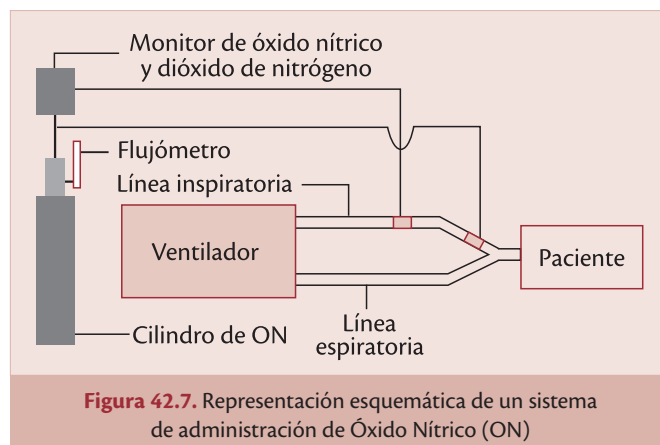 Monitor de óxido nítrico
y dióxido de nitrógeno
Flujómetro
Línea inspiratoria
Ventilador
Paciente
Línea
espiratoria
Cilindro de ON
Figura 42.7. Representación esquemática de un sistema
de administración de Óxido Nítrico (ON)